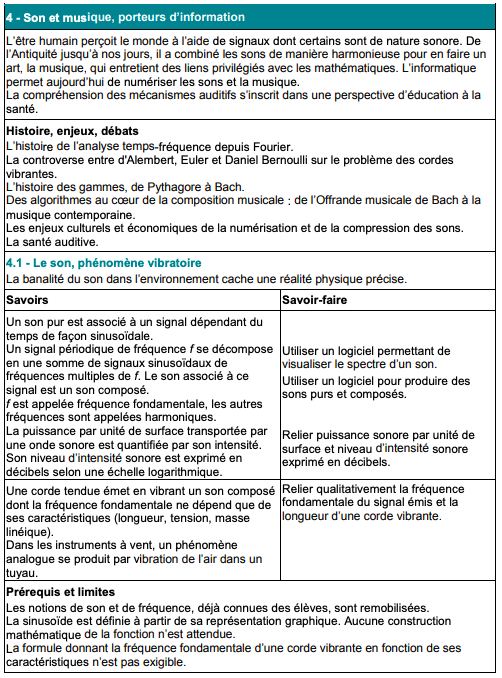 4 - Son et musique, porteurs d'information
L'être humain perçoit le monde à l'aide de signaux dont certains sont de nature sonore. De
l'Antiquité jusqu'à nos jours, il a combiné les sons de manière harmonieuse pour en faire un
art, la musique, qui entretient des liens privilégiés avec les mathématiques. L'informatique
permet aujourd'hui de numériser les sons et la musique.
La compréhension des mécanismes auditifs s'inscrit dans une perspective d'éducation à la
santé.
Histoire, enjeux, débats
L'histoire de l'analyse temps-fréquence depuis Fourier.
La controverse entre d'Alembert, Euler et Daniel Bernoulli sur le problème des cordes
vibrantes.
L'histoire des gammes, de Pythagore à Bach.
Des algorithmes au cœur de la composition musicale : de l'Offrande musicale de Bach à la
musique contemporaine.
Les enjeux culturels et économiques de la numérisation et de la compression des sons.
La santé auditive.
4.1 - Le son, phénomène vibratoire
La banalité du son dans l'environnement cache une réalité physique précise.
Savoirs
Savoir-faire
Un son pur est associé à un signal dépendant du
temps de façon sinusoïdale.
Un signal périodique de fréquence f se décompose
en une somme de signaux sinusoïdaux de
fréquences multiples de f. Le son associé à ce
signal est un son composé.
f est appelée fréquence fondamentale, les autres
fréquences sont appelées harmoniques.
La puissance par unité de surface transportée par
une onde sonore est quantifiée par son intensité.
Son niveau d'intensité sonore est exprimé en
décibels selon une échelle logarithmique.
Utiliser un logiciel permettant de
visualiser le spectre d'un son.
Utiliser un logiciel pour produire des
sons purs et composés.
Relier puissance sonore par unité de
surface et niveau d'intensité sonore
exprimé en décibels.
Une corde tendue émet en vibrant un son composé
dont la fréquence fondamentale ne dépend que de
ses caractéristiques (longueur, tension, masse
linéique).
Dans les instruments à vent, un phénomène
analogue se produit par vibration de l'air dans un
tuyau.
Relier qualitativement la fréquence
fondamentale du signal émis et la
longueur d'une corde vibrante.
Prérequis et limites
Les notions de son et de fréquence, déjà connues des élèves, sont remobilisées.
La sinusoïde est définie à partir de sa représentation graphique. Aucune construction
mathématique de la fonction n'est attendue.
La formule donnant la fréquence fondamentale d'une corde vibrante en fonction de ses
caractéristiques n'est pas exigible.